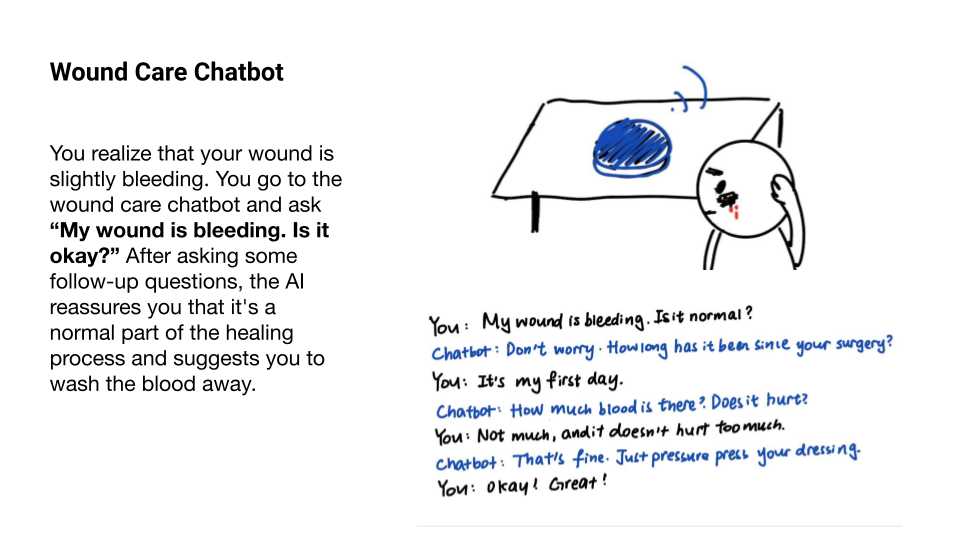 Wound Care Chatbot
You realize that your wound is
slightly bleeding. You go to the
wound care chatbot and ask
“My wound is bleeding. Is it
okay?” After asking some
follow-up questions, the AI
reassures you that it's a
normal part of the healing
process and suggests you to
wash the blood away.
You: My wound is bleeding. Is it normal?
Chatbot: Don't worry. How long has it been since your surgery?
You: It's my first day.
Chatbot: How much blood is there? Does it hurt?
You: Not much, and it doesn't hurt too much.
Chatbot: That's fine. Just pressure press your dressing.
You: Okay! Great!